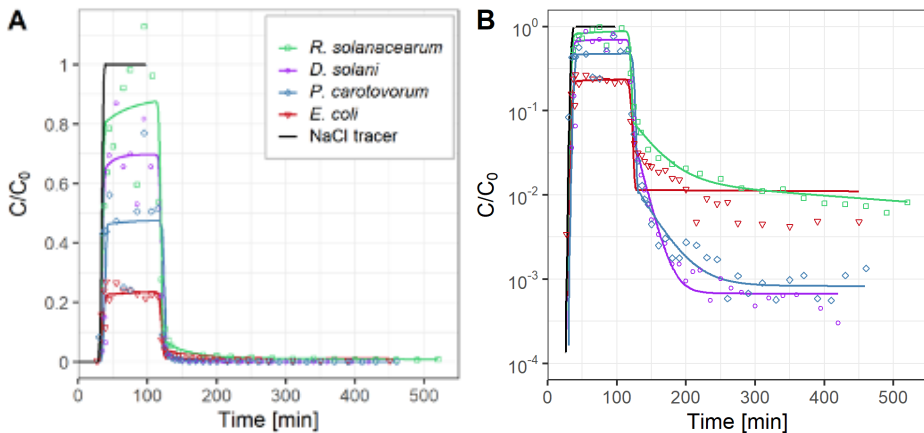 A
C/C0
1
0.8
0.6
0.4
0.2
0
0 100 200 300 400 500
Time [min]
R. solanacearum
D. solani
P. carotovorum
E. coli
NaCl tracer
B
C/C0
10^0
10^-1
10^-2
10^-3
10^-4
0 100 200 300 400 500
Time [min]